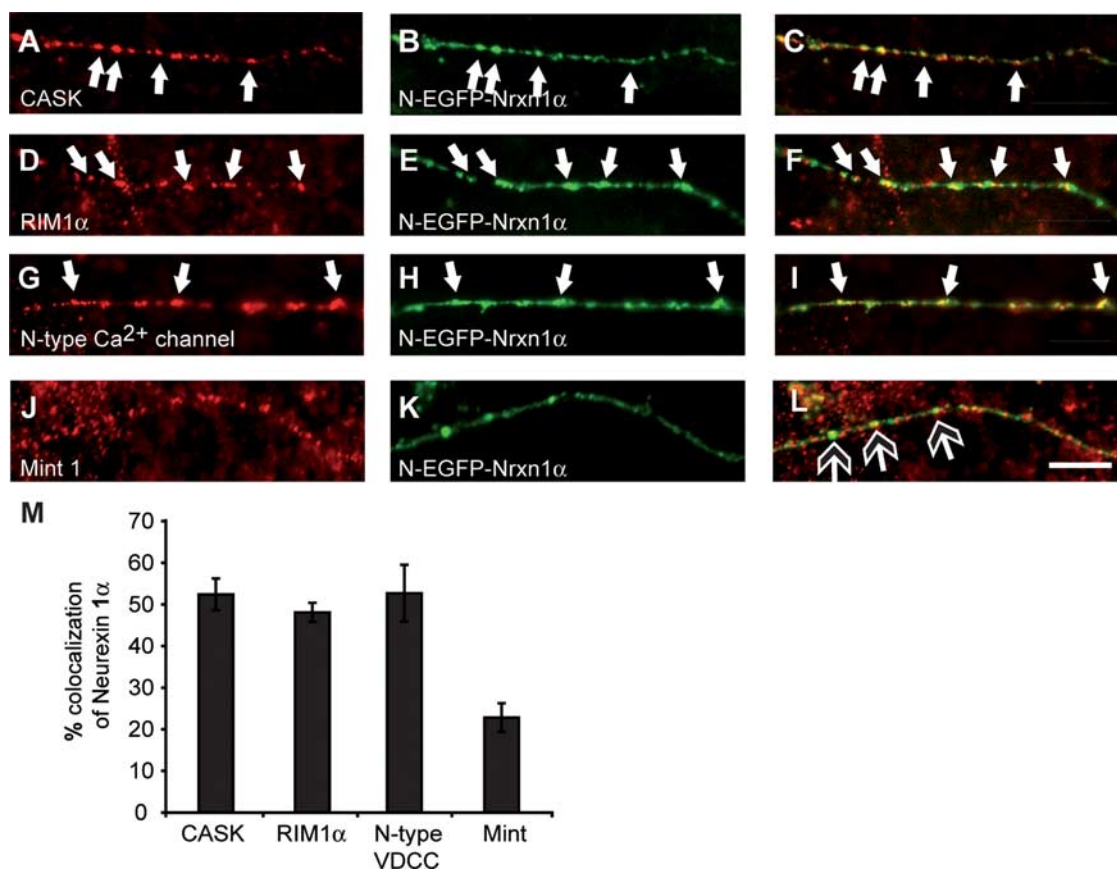 A
CASK
B
N-EGFP-Nrxn1α
C
D
RIM1α
E
N-EGFP-Nrxn1α
F
G
N-type Ca²⁺ channel
H
N-EGFP-Nrxn1α
I
J
Mint 1
K
N-EGFP-Nrxn1α
L
M
% colocalization
of Neurexin 1α
70
60
50
40
30
20
10
0
CASK
RIM1α
N-type
VDCC
Mint